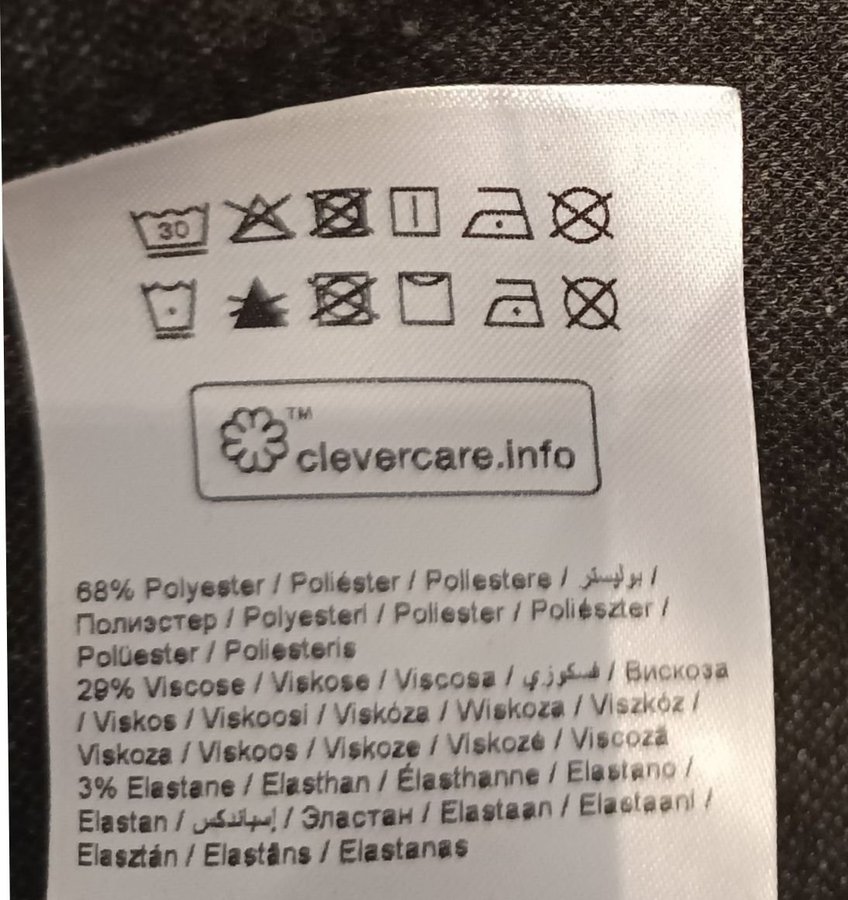 30
TM
clevercare.info
68% Polyester / Poliéster / Poliestere / بوليستر /
Полиэстер / Polyesteri / Poliester / Poliészter /
Polüester / Poliesteris
29% Viscose / Viskose / Viscosa / فسكوزي / Вискоза
/ Viskos / Viskoosi / Viskóza / Wiskoza / Viszkóz /
Viskoza / Viskoos / Viskoze / Viskozė / Viscoză
3% Elastane / Elasthan / Élasthanne / Elastano /
Elastan / إسباندكس / Эластан / Elastaan / Elastaani /
Elasztán / Elastāns / Elastanas